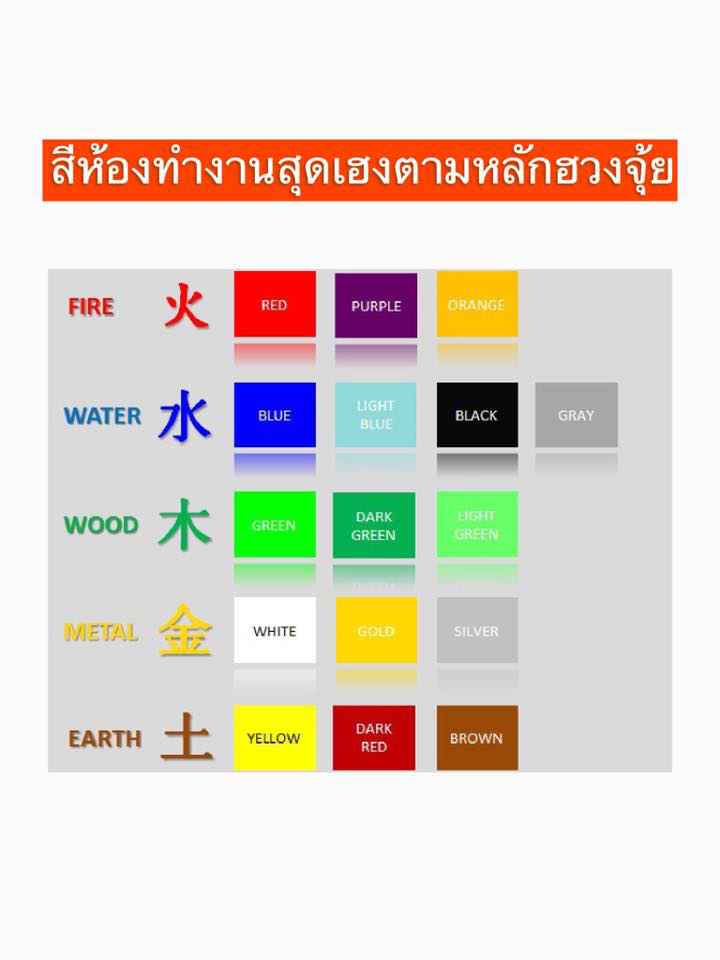 สีห้องทำงานสุดเฮงตามหลักฮวงจุ้ย
FIRE 火 RED PURPLE ORANGE
WATER 水 BLUE LIGHT BLUE BLACK GRAY
WOOD 木 GREEN DARK GREEN LIGHT GREEN
METAL 金 WHITE GOLD SILVER
EARTH 土 YELLOW DARK RED BROWN